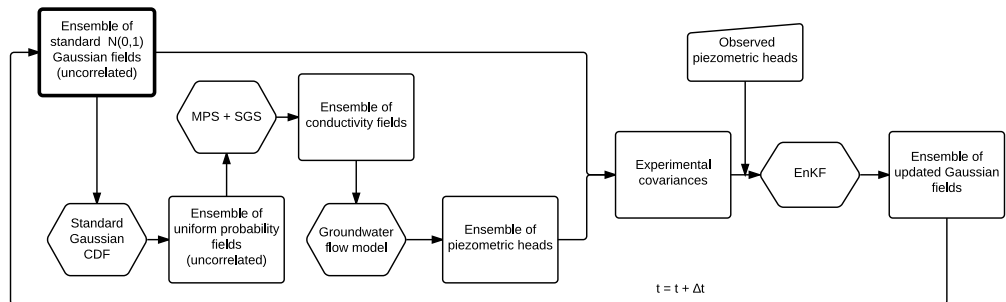 Ensemble of
standard N(0,1)
Gaussian fields
(uncorrelated)
Observed
piezometric heads
MPS + SGS
Ensemble of
conductivity fields
Experimental
covariances
EnKF
Ensemble of
updated Gaussian
fields
Standard
Gaussian
CDF
Ensemble of
uniform probability
fields
(uncorrelated)
Groundwater
flow model
Ensemble of
piezometric heads
t = t + Δt